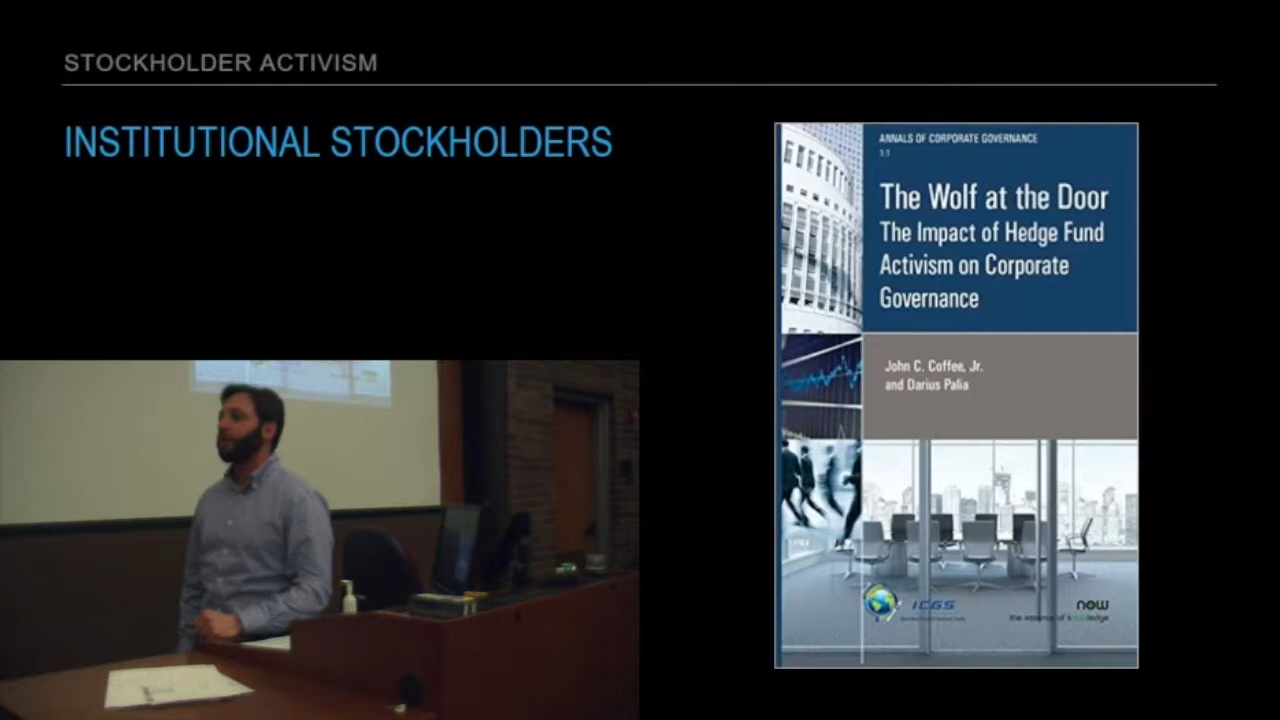 STOCKHOLDER ACTIVISM
INSTITUTIONAL STOCKHOLDERS
ANNALS OF CORPORATE GOVERNANCE
1:1
The Wolf at the Door
The Impact of Hedge Fund
Activism on Corporate
Governance
John C. Coffee, Jr.
and Darius Palia
ICGS
now
the essence of knowledge